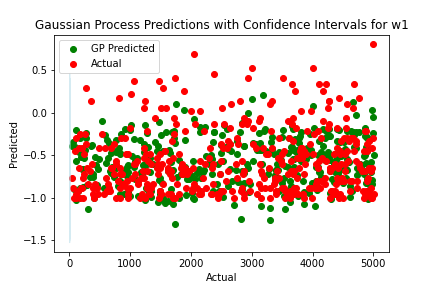 Gaussian Process Predictions with Confidence Intervals for w1
GP Predicted
Actual
0.5
0.0
−0.5
−1.0
−1.5
Predicted
0 1000 2000 3000 4000 5000
Actual